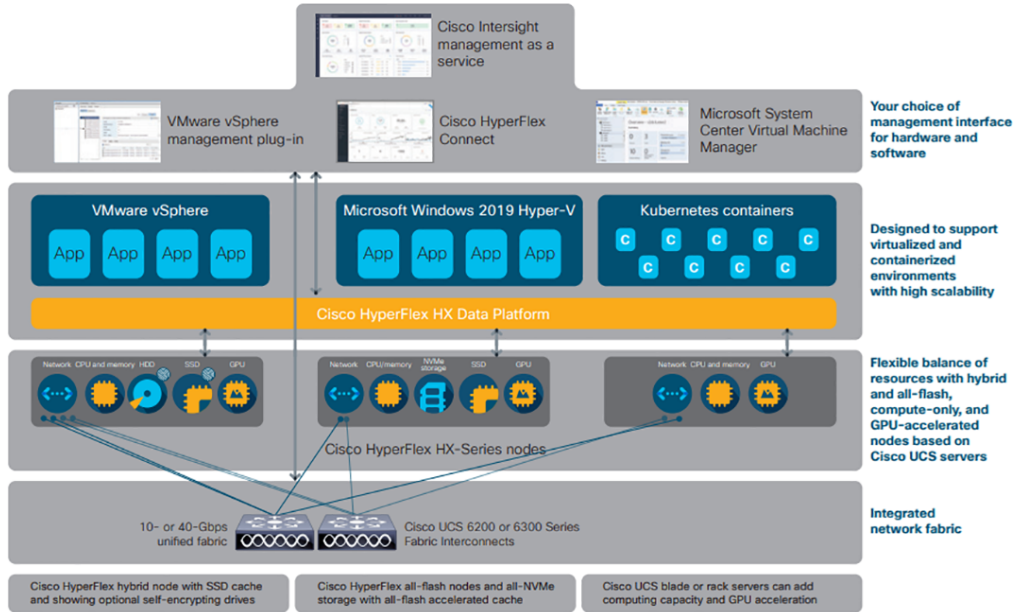 Cisco Intersight
management as a
service
VMware vSphere
management plug-in
Cisco HyperFlex
Connect
Microsoft System
Center Virtual Machine
Manager
Your choice of
management interface
for hardware and
software
VMware vSphere
App App App App
Microsoft Windows 2019 Hyper-V
App App App App
Kubernetes containers
C C C C C
C C C C
Cisco HyperFlex HX Data Platform
Designed to support
virtualized and
containerized
environments
with high scalability
Network CPU and memory HDD SSD GPU
Network CPU/memory NVMe
storage SSD GPU
Network CPU and memory GPU
Cisco HyperFlex HX-Series nodes
Flexible balance of
resources with hybrid
and all-flash,
compute-only, and
GPU-accelerated
nodes based on
Cisco UCS servers
10- or 40-Gbps
unified fabric
Cisco UCS 6200 or 6300 Series
Fabric Interconnects
Integrated
network fabric
Cisco HyperFlex hybrid node with SSD cache
and showing optional self-encrypting drives
Cisco HyperFlex all-flash nodes and all-NVMe
storage with all-flash accelerated cache
Cisco UCS blade or rack servers can add
computing capacity and GPU acceleration